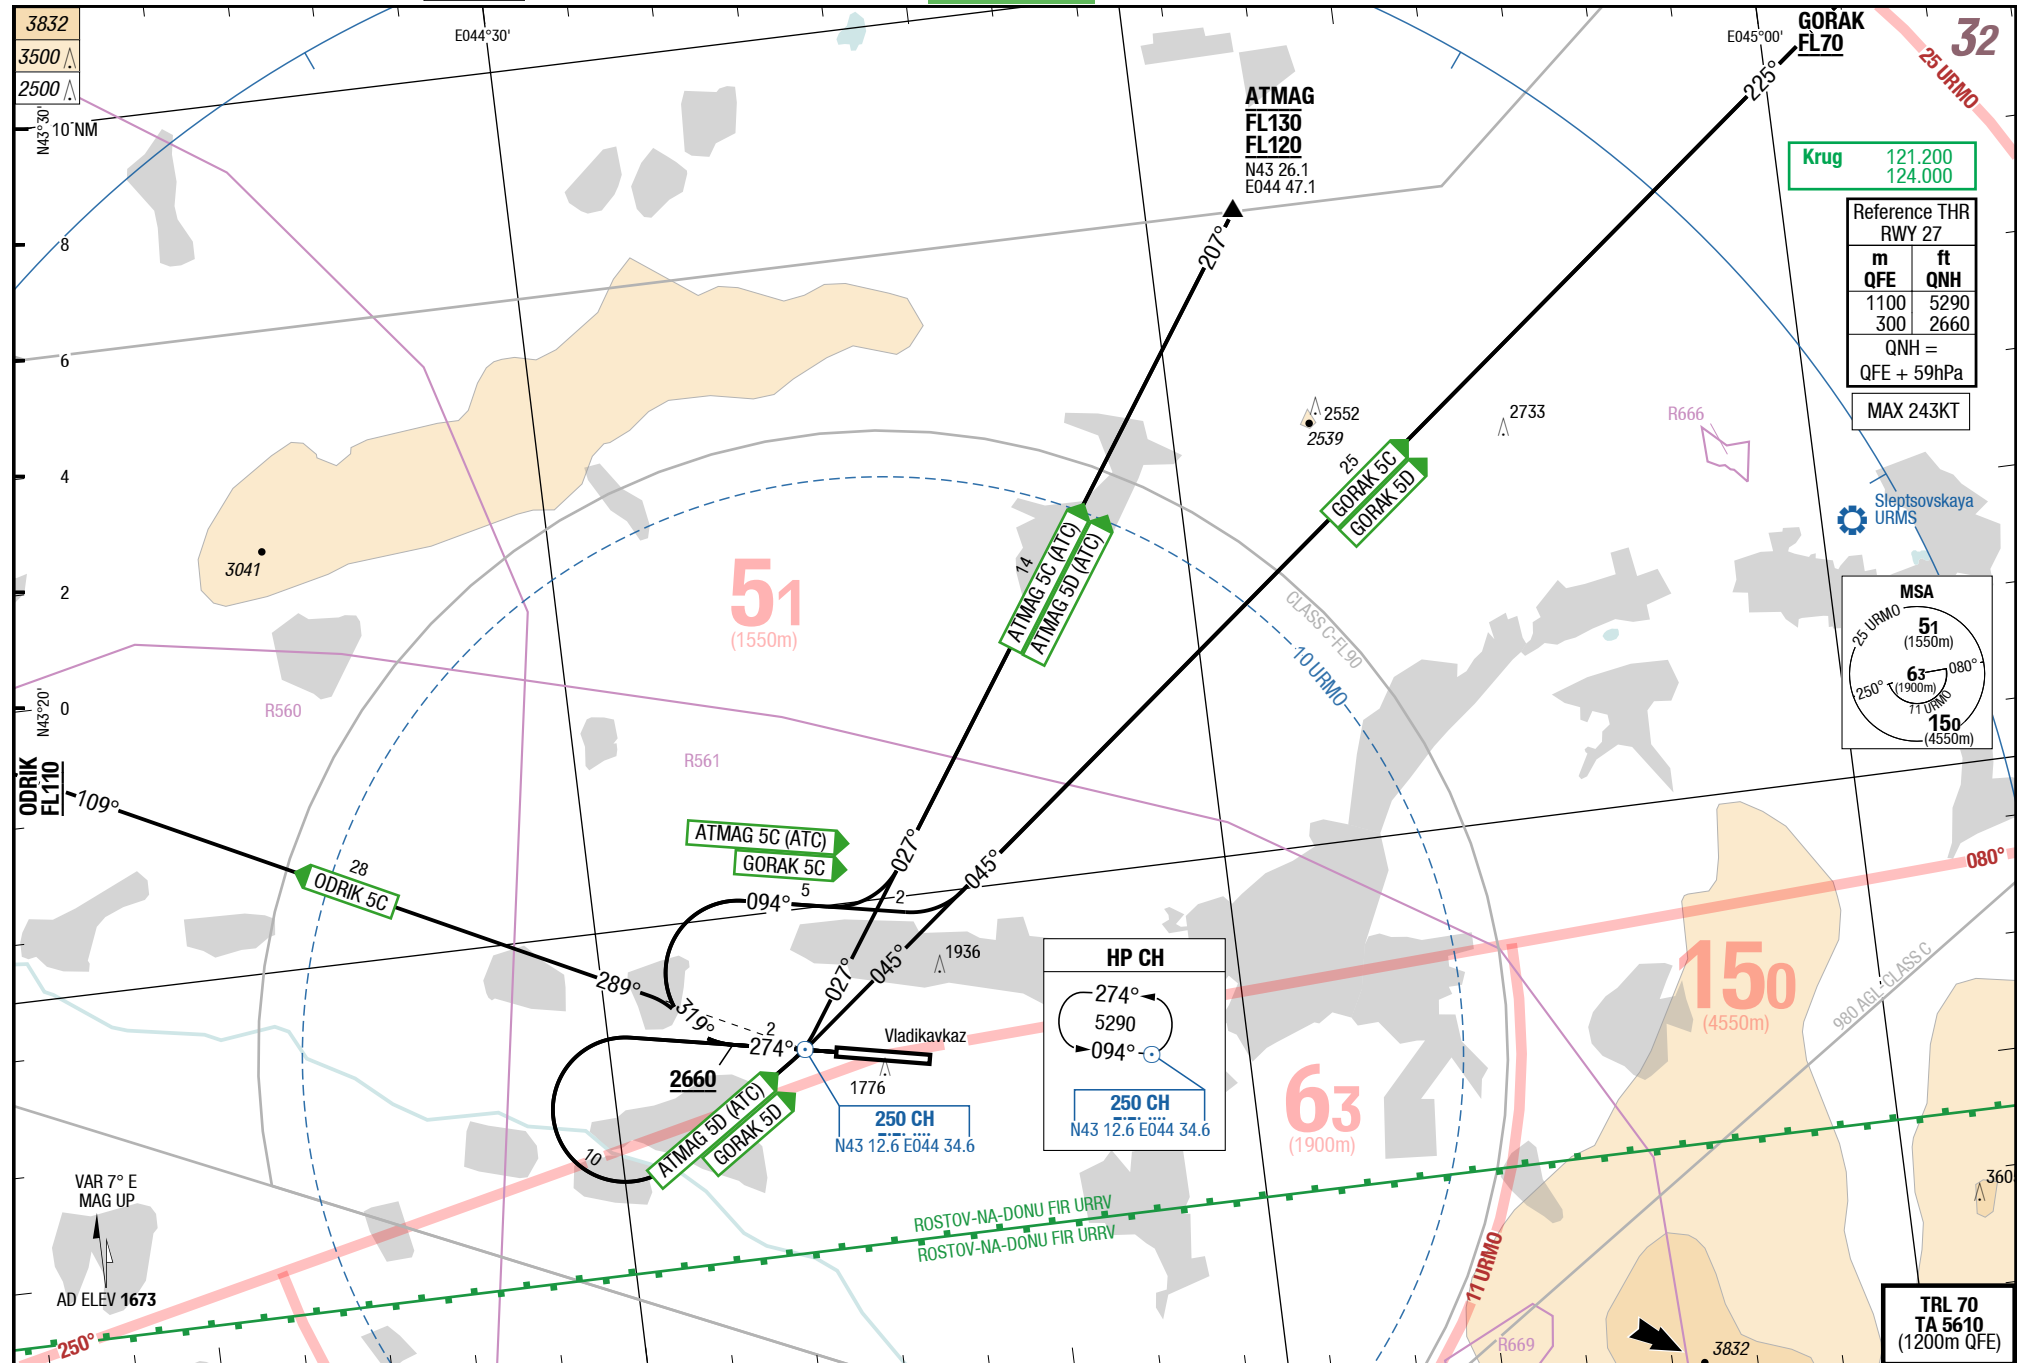 3832
3500
2500
E044°30'
E045°00'
GORAK
FL70
32
25 URMO
225°
N43°30'
10 NM
8
6
4
2
0
N43°20'
ATMAG
FL130
FL120
N43 26.1
E044 47.1
207°
Krug 121.200
124.000
Reference THR
RWY 27
m ft
QFE QNH
1100 5290
300 2660
QNH =
QFE + 59hPa
MAX 243KT
2552
2539
2733
R666
25
GORAK 5C
GORAK 5D
Sleptsovskaya
URMS
3041
14
ATMAG 5C (ATC)
ATMAG 5D (ATC)
51
(1550m)
CLASS C-FL90
10 URMO
MSA
25 URMO
51
(1550m)
63
(1900m)
080°
250°
11 URMO
150
(4550m)
R560
R561
ODRIK
FL110
109°
28
ODRIK 5C
ATMAG 5C (ATC)
GORAK 5C
5
094°
2
027°
045°
080°
289°
319°
2
274°
027°
045°
1936
HP CH
274°
5290
094°
250 CH
N43 12.6 E044 34.6
150
(4550m)
980 AGL-CLASS C
Vladikavkaz
2660
1776
ATMAG 5D (ATC)
GORAK 5D
10
250 CH
N43 12.6 E044 34.6
63
(1900m)
VAR 7° E
MAG UP
AD ELEV 1673
ROSTOV-NA-DONU FIR URRV
ROSTOV-NA-DONU FIR URRV
360
11 URMO
250°
R669
3832
TRL 70
TA 5610
(1200m QFE)